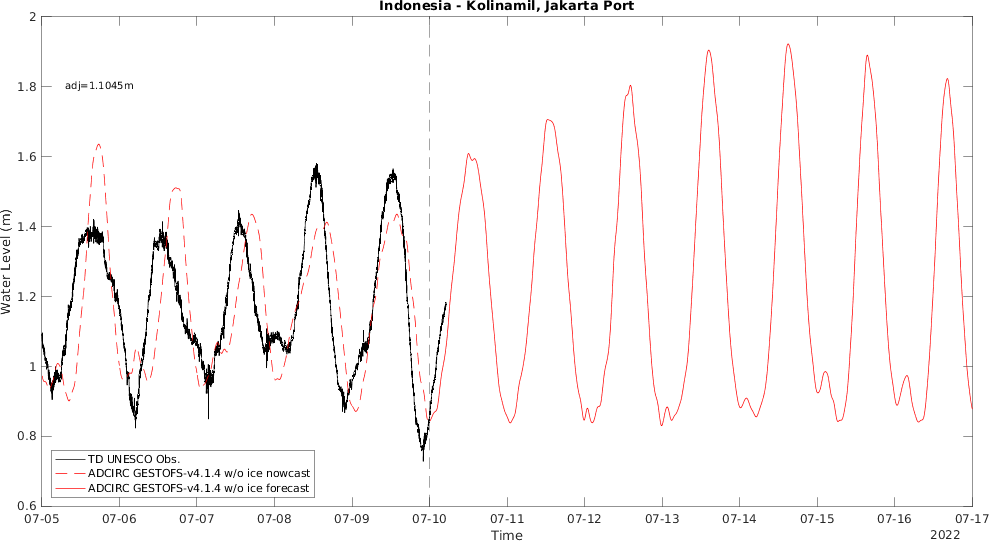 Indonesia - Kolinamil, Jakarta Port
2
1.8
1.6
1.4
1.2
1
0.8
0.6
Water Level (m)
adj=1.1045m
TD UNESCO Obs.
ADCIRC GESTOFS-v4.1.4 w/o ice nowcast
ADCIRC GESTOFS-v4.1.4 w/o ice forecast
07-05 07-06 07-07 07-08 07-09 07-10 07-11 07-12 07-13 07-14 07-15 07-16 07-17
Time
2022